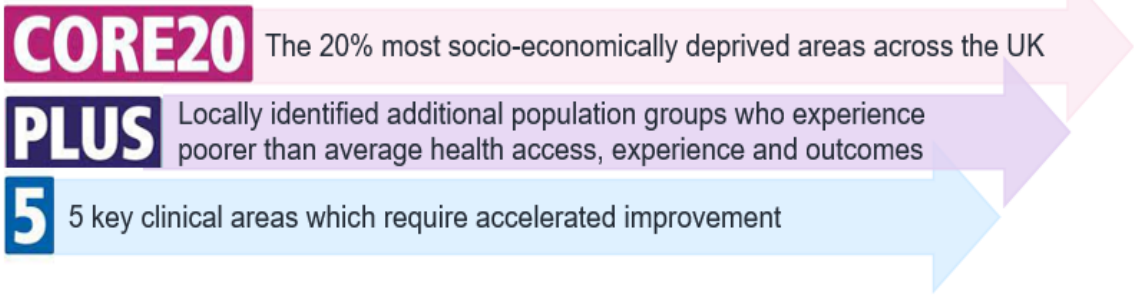 CORE20 The 20% most socio-economically deprived areas across the UK
PLUS Locally identified additional population groups who experience
poorer than average health access, experience and outcomes
5 5 key clinical areas which require accelerated improvement